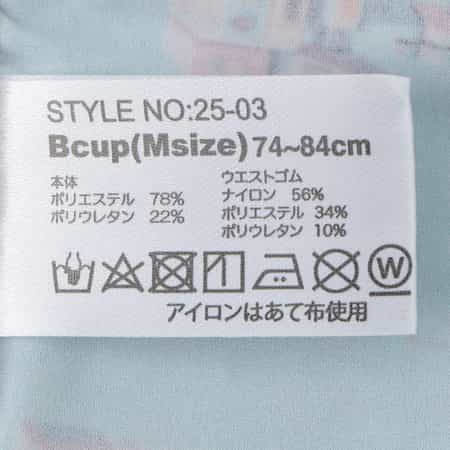 STYLE NO:25-03
Bcup(Msize) 74~84cm
本体
ポリエステル 78%
ポリウレタン 22%
ウエストゴム
ナイロン 56%
ポリエステル 34%
ポリウレタン 10%
W
アイロンはあて布使用